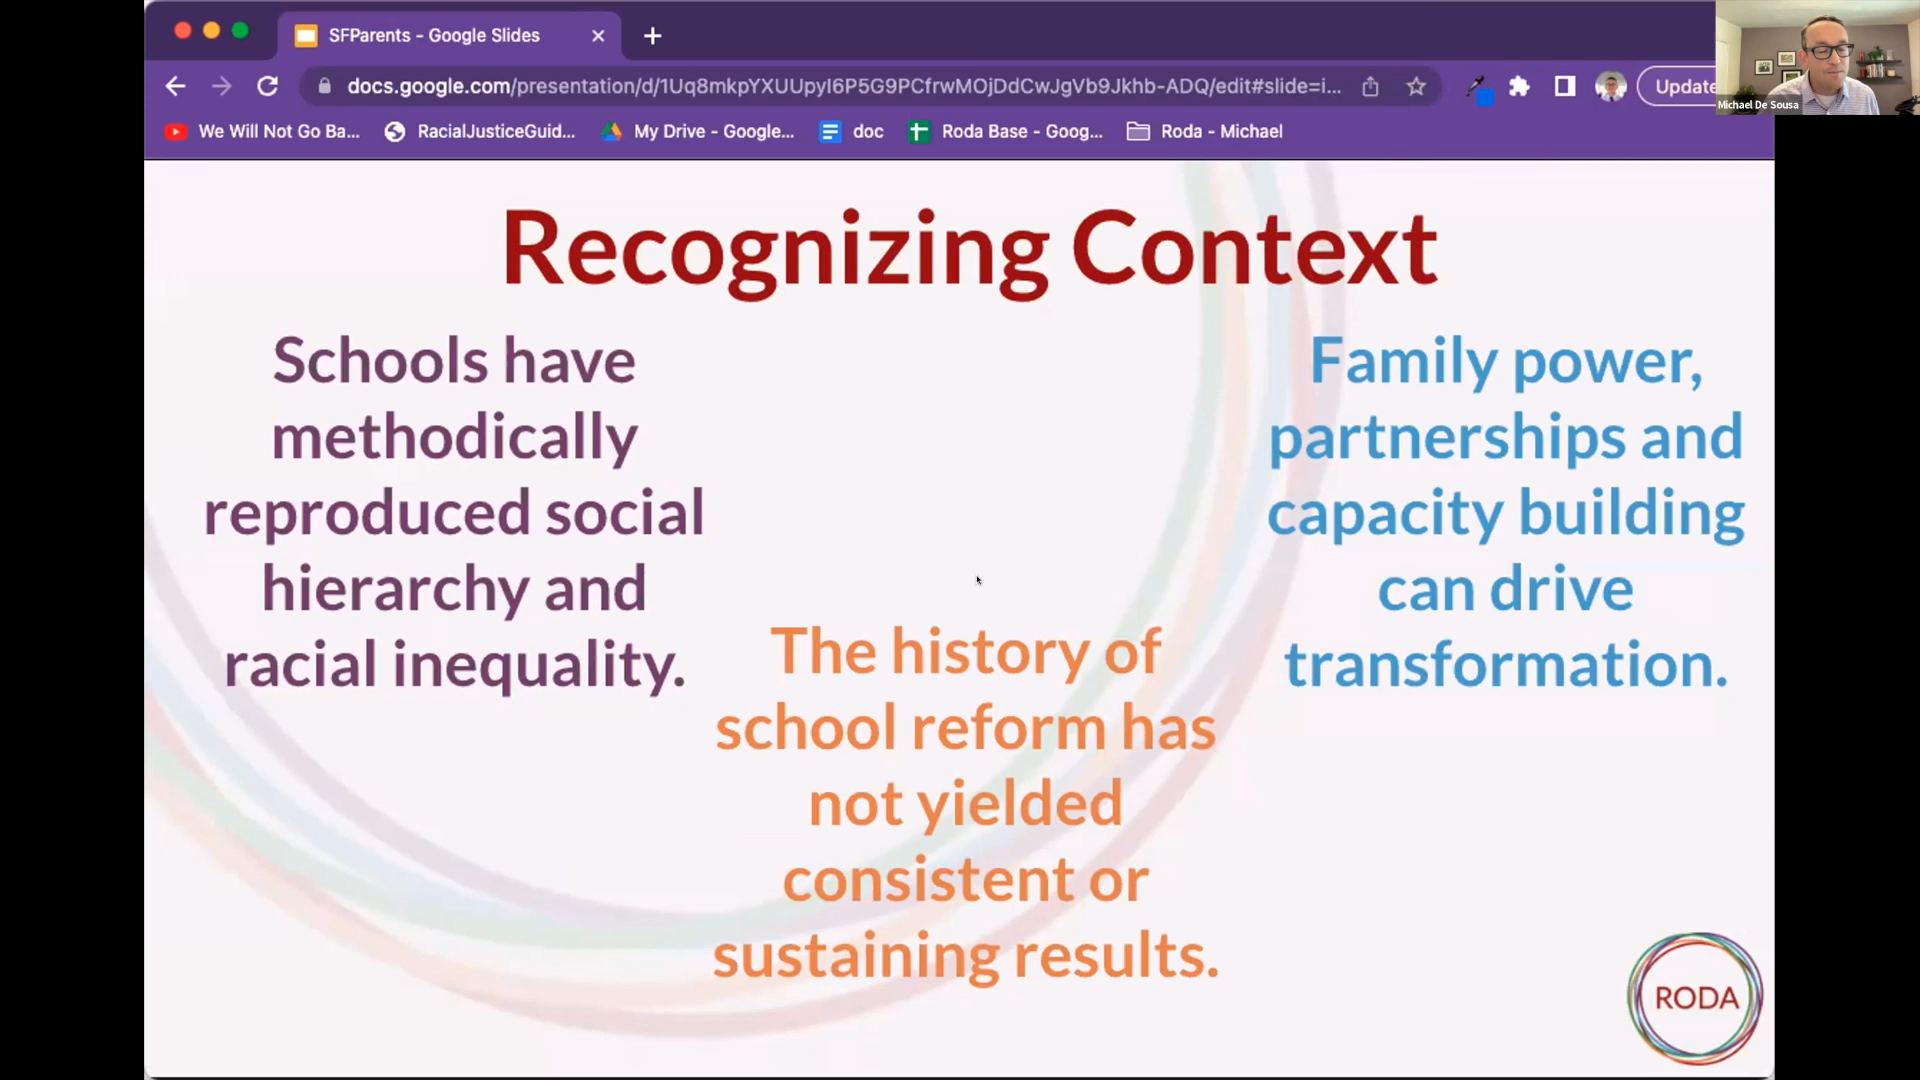 SFParents - Google Slides
docs.google.com/presentation/d/1Uq8mkpYXUUpyI6P5G9PCfrwMOjDdCwJgVb9Jkhb-ADQ/edit#slide=i...
Update
Michael De Sousa
We Will Not Go Ba...
RacialJusticeGuid...
My Drive - Google...
doc
Roda Base - Goog...
Roda - Michael
Recognizing Context
Schools have
methodically
reproduced social
hierarchy and
racial inequality.
The history of
school reform has
not yielded
consistent or
sustaining results.
Family power,
partnerships and
capacity building
can drive
transformation.
RODA